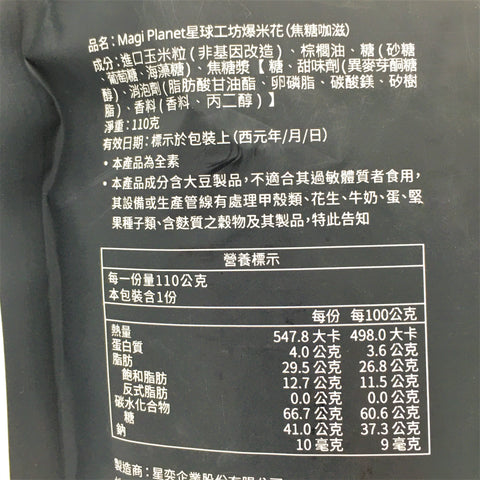 品名:Magi Planet星球工坊爆米花(焦糖咖滋)
成分:進口玉米粒(非基因改造)、棕櫚油、糖(砂糖
、葡萄糖、海藻糖)、焦糖漿【糖、甜味劑(異麥芽酮糖
醇)、消泡劑(脂肪酸甘油酯、卵磷脂、碳酸鎂、矽樹
脂)、香料(香料、丙二醇)】
淨重:110克
有效日期:標示於包裝上(西元年/月/日)
•本產品為全素
•本產品成分含大豆製品,不適合其過敏體質者食用,
其設備或生產管線有處理甲殼類、花生、牛奶、蛋、堅
果種子類、含麩質之穀物及其製品,特此告知
營養標示
每一份量110公克
本包裝含1份
每份 每100公克
熱量 547.8 大卡 498.0 大卡
蛋白質 4.0 公克 3.6 公克
脂肪 29.5 公克 26.8 公克
飽和脂肪 12.7 公克 11.5 公克
反式脂肪 0.0 公克 0.0 公克
碳水化合物 66.7 公克 60.6 公克
糖 41.0 公克 37.3 公克
鈉 10 毫克 9 毫克
製造商:星奕企業股份有限公司